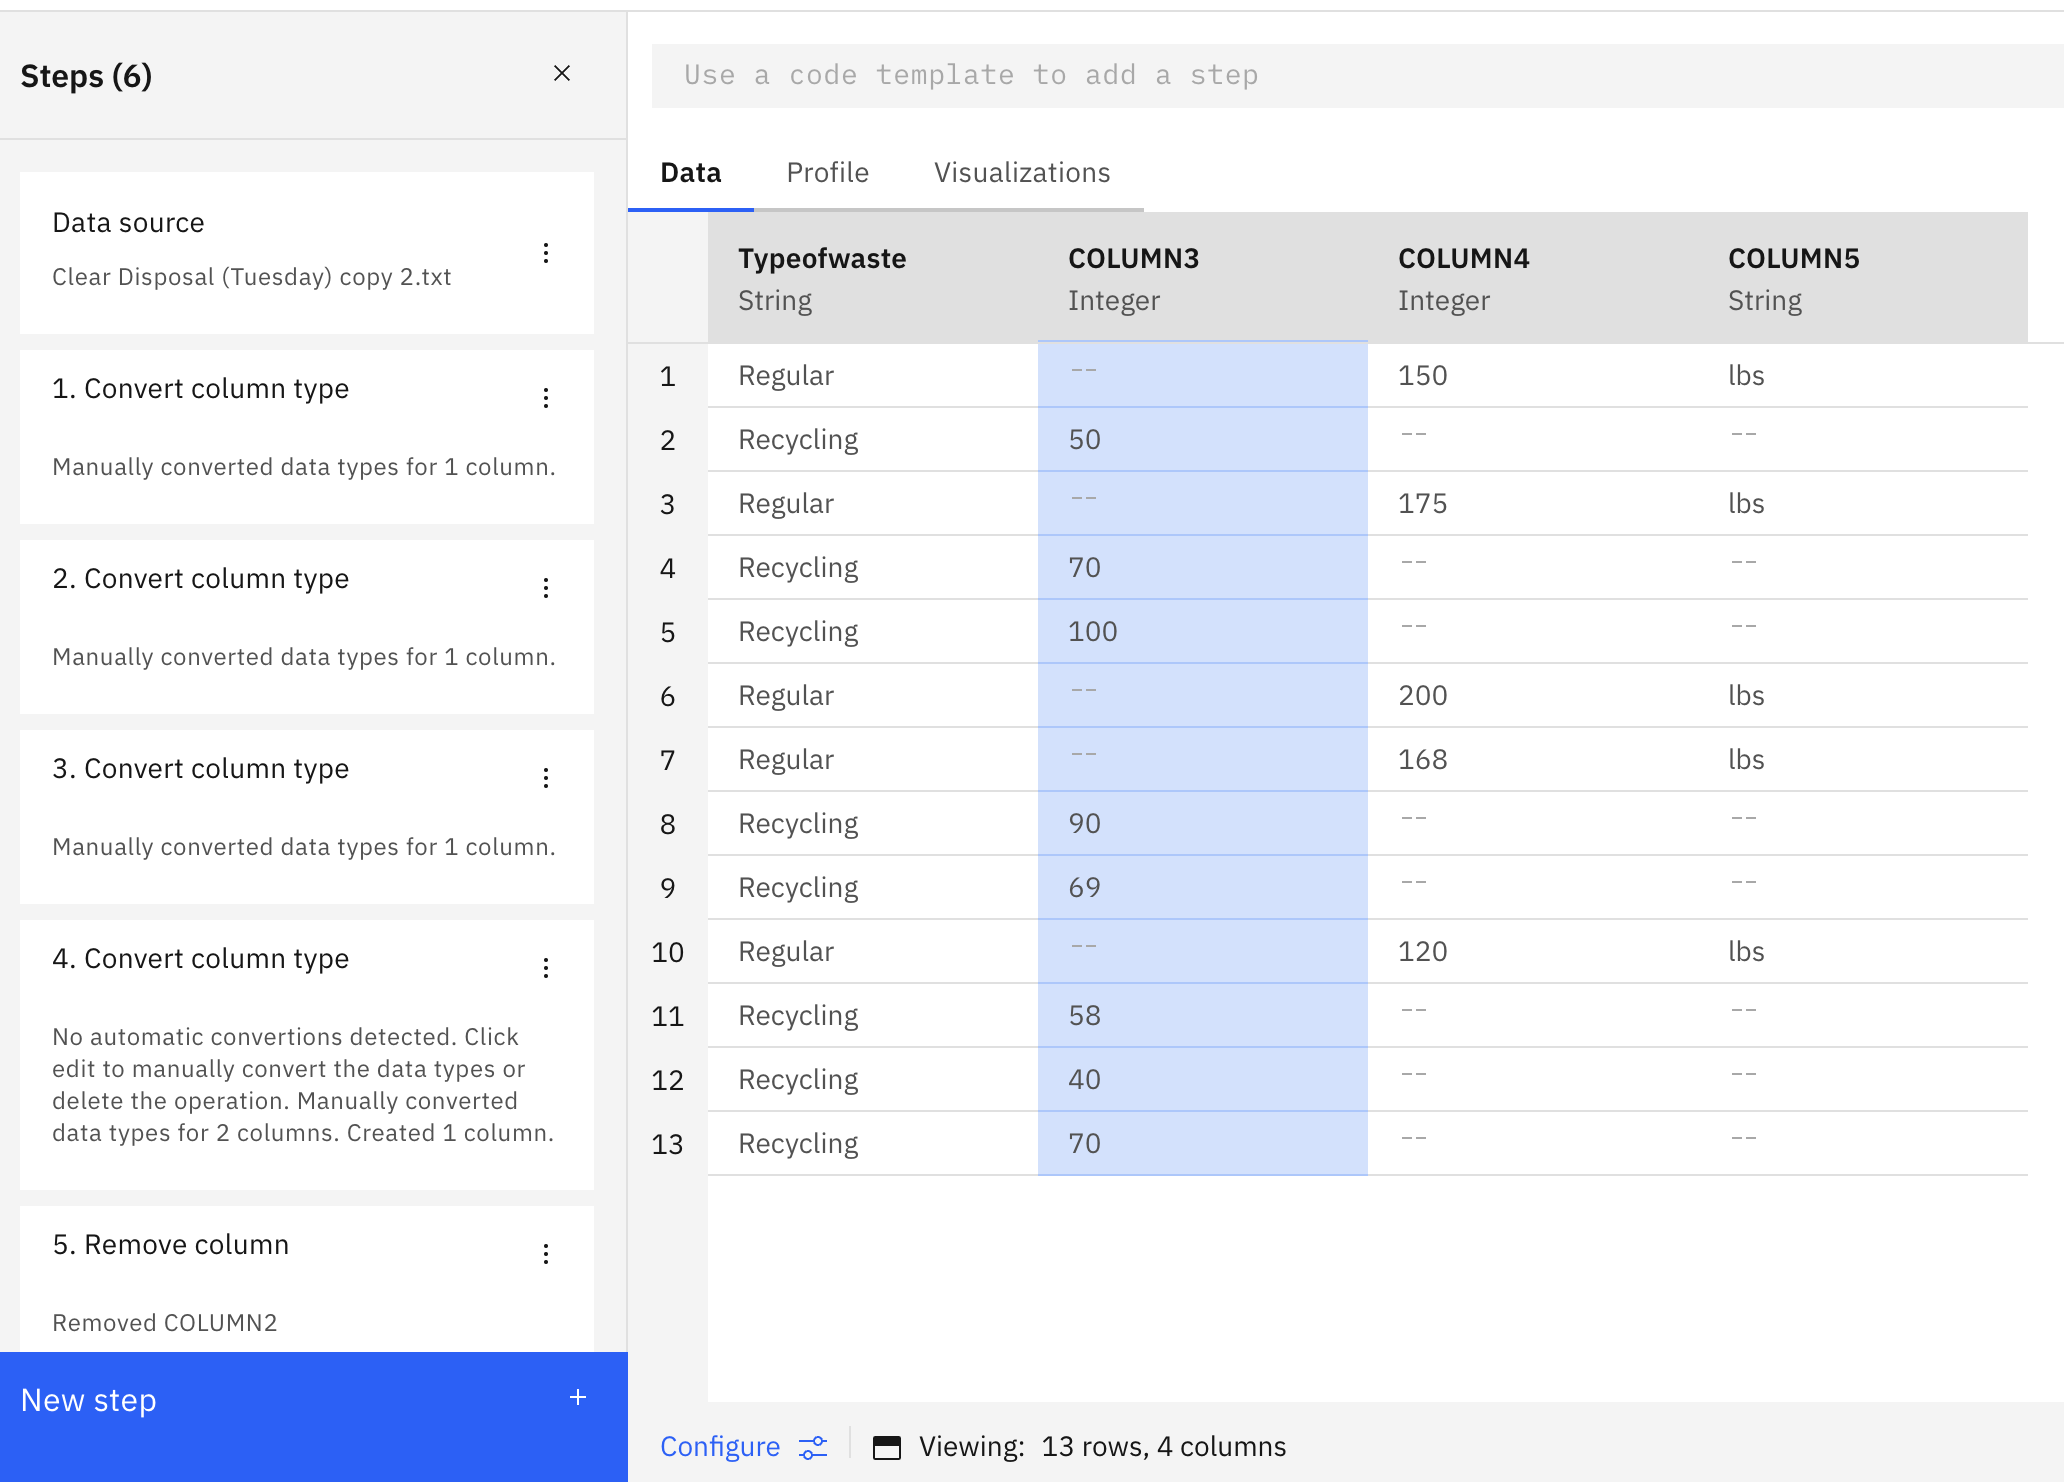 Steps (6)
Data source
Clear Disposal (Tuesday) copy 2.txt
1. Convert column type
Manually converted data types for 1 column.
2. Convert column type
Manually converted data types for 1 column.
3. Convert column type
Manually converted data types for 1 column.
4. Convert column type
No automatic convertions detected. Click
edit to manually convert the data types or
delete the operation. Manually converted
data types for 2 columns. Created 1 column.
5. Remove column
Removed COLUMN2
New step +
Use a code template to add a step
Data Profile Visualizations
Typeofwaste COLUMN3 COLUMN4 COLUMN5
String Integer Integer String
1 Regular -- 150 lbs
2 Recycling 50 -- --
3 Regular -- 175 lbs
4 Recycling 70 -- --
5 Recycling 100 -- --
6 Regular -- 200 lbs
7 Regular -- 168 lbs
8 Recycling 90 -- --
9 Recycling 69 -- --
10 Regular -- 120 lbs
11 Recycling 58 -- --
12 Recycling 40 -- --
13 Recycling 70 -- --
Configure Viewing: 13 rows, 4 columns